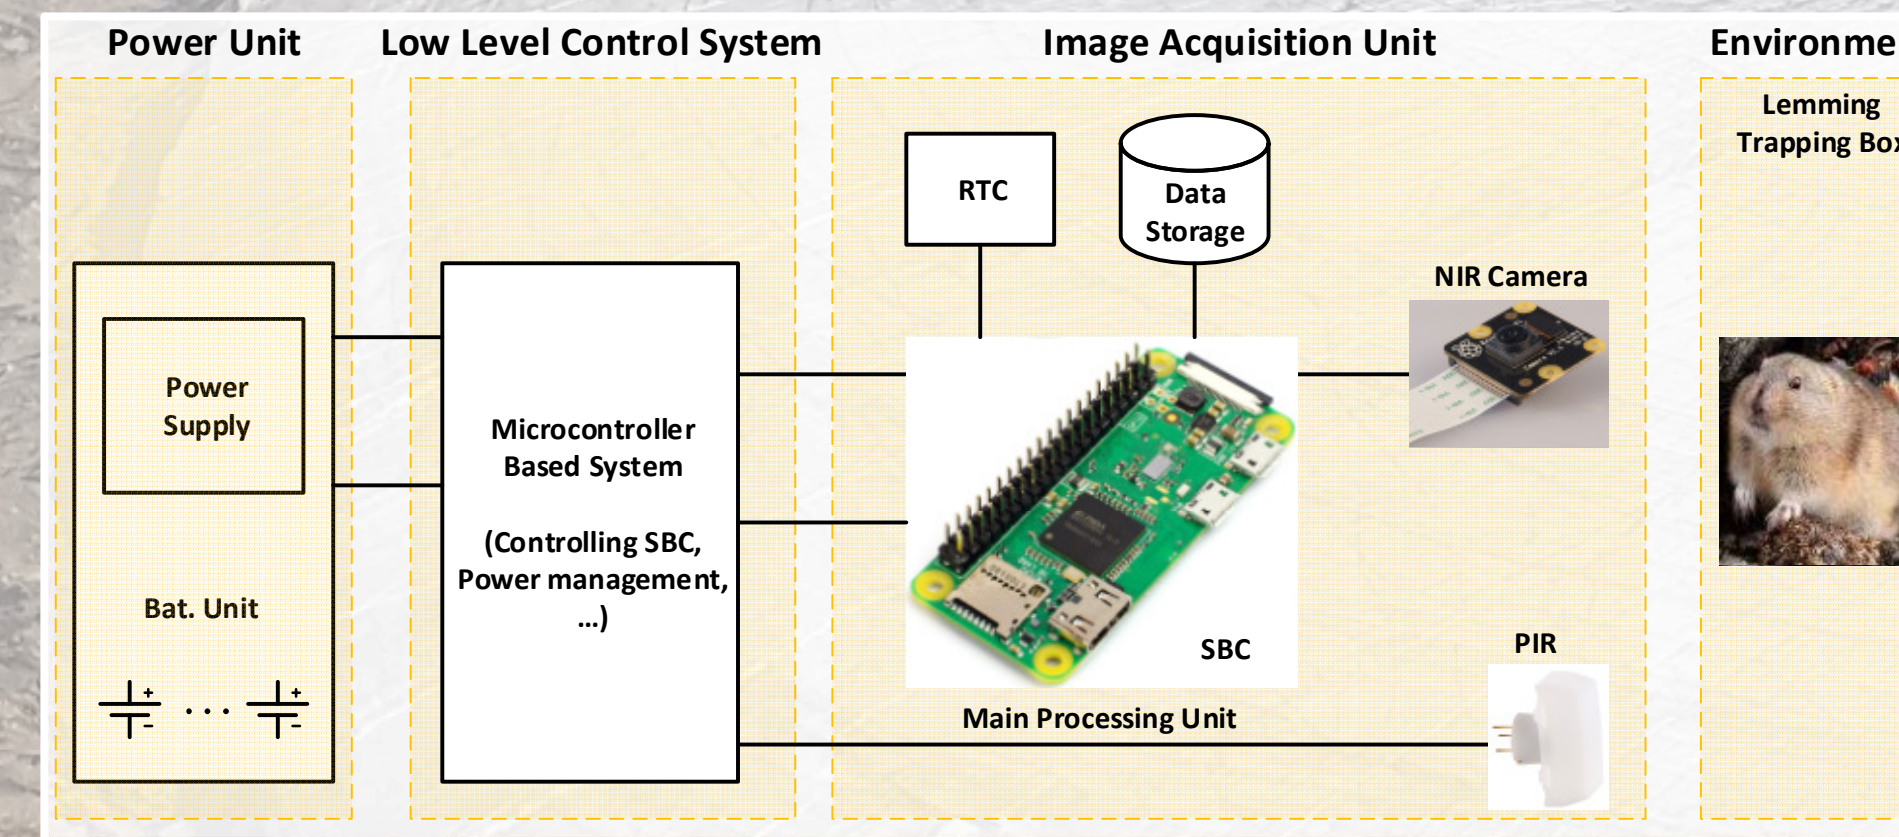 Power Unit
Low Level Control System
Image Acquisition Unit
Environme
Lemming
Trapping Box
RTC
Data
Storage
NIR Camera
Power
Supply
Microcontroller
Based System
(Controlling SBC,
Power management,
...)
Bat. Unit
+ ... +
- -
SBC
PIR
Main Processing Unit